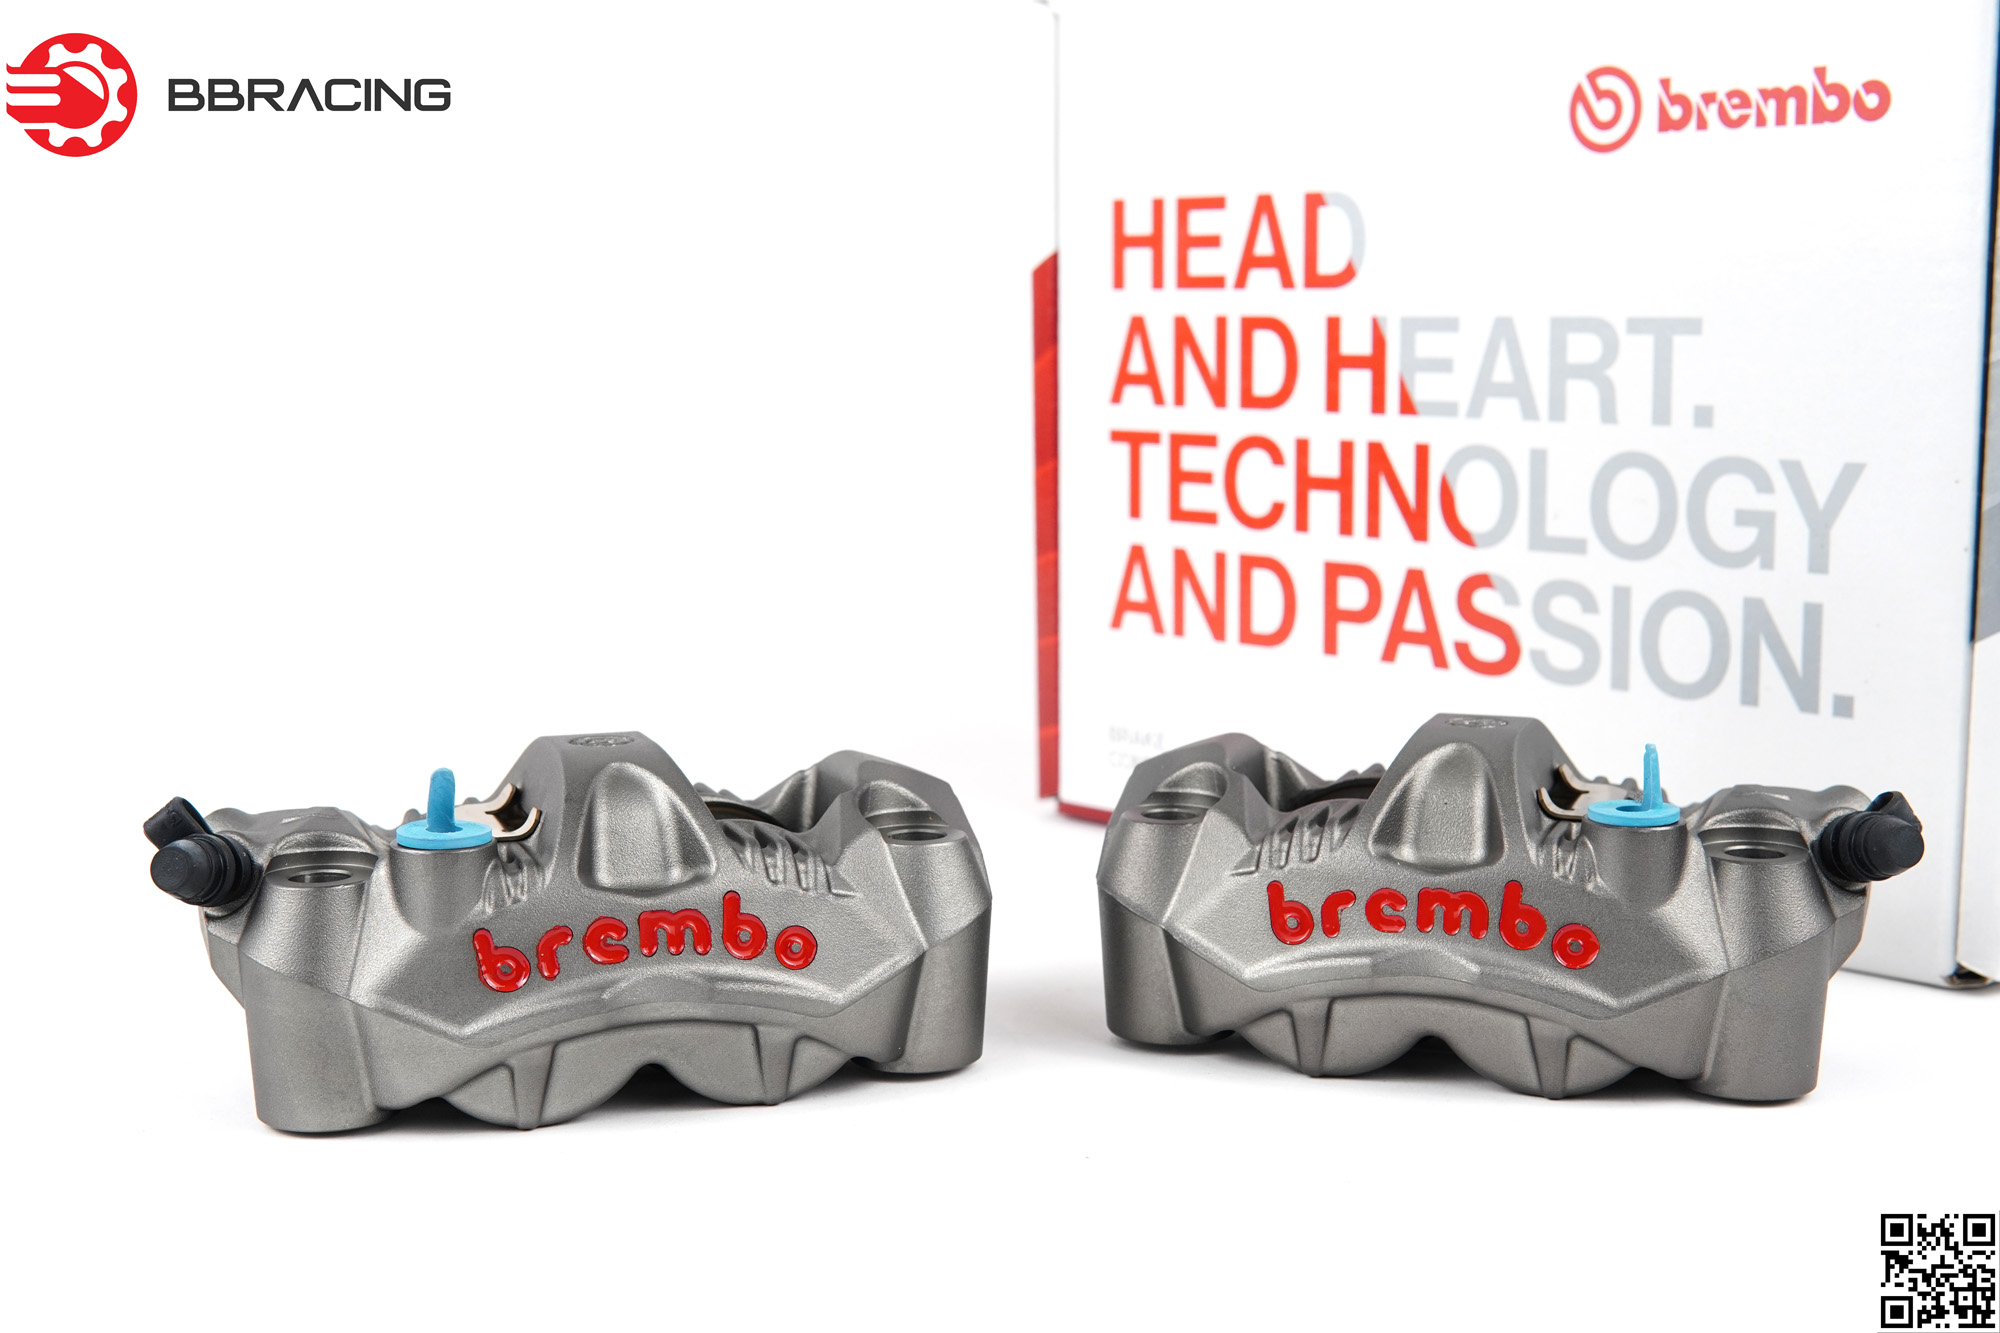 BBRACING
brembo
HEAD
AND HEART.
TECHNOLOGY
AND PASSION.
brembo
brembo